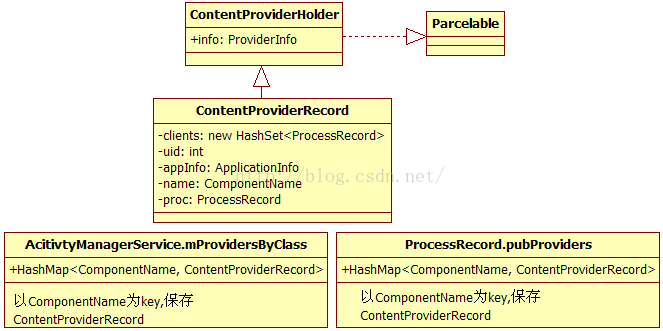 ContentProviderHolder
+info: ProviderInfo
Parcelable
ContentProviderRecord
-clients: new HashSet<ProcessRecord>
-uid: int
-appInfo: ApplicationInfo
-name: ComponentName
-proc: ProcessRecord
http://blog.csdn.net/
AcitivtyManagerService.mProvidersByClass
+HashMap<ComponentName, ContentProviderRecord>
以ComponentName为key,保存
ContentProviderRecord
ProcessRecord.pubProviders
+HashMap<ComponentName, ContentProviderRecord>
以ComponentName为key,保存
ContentProviderRecord